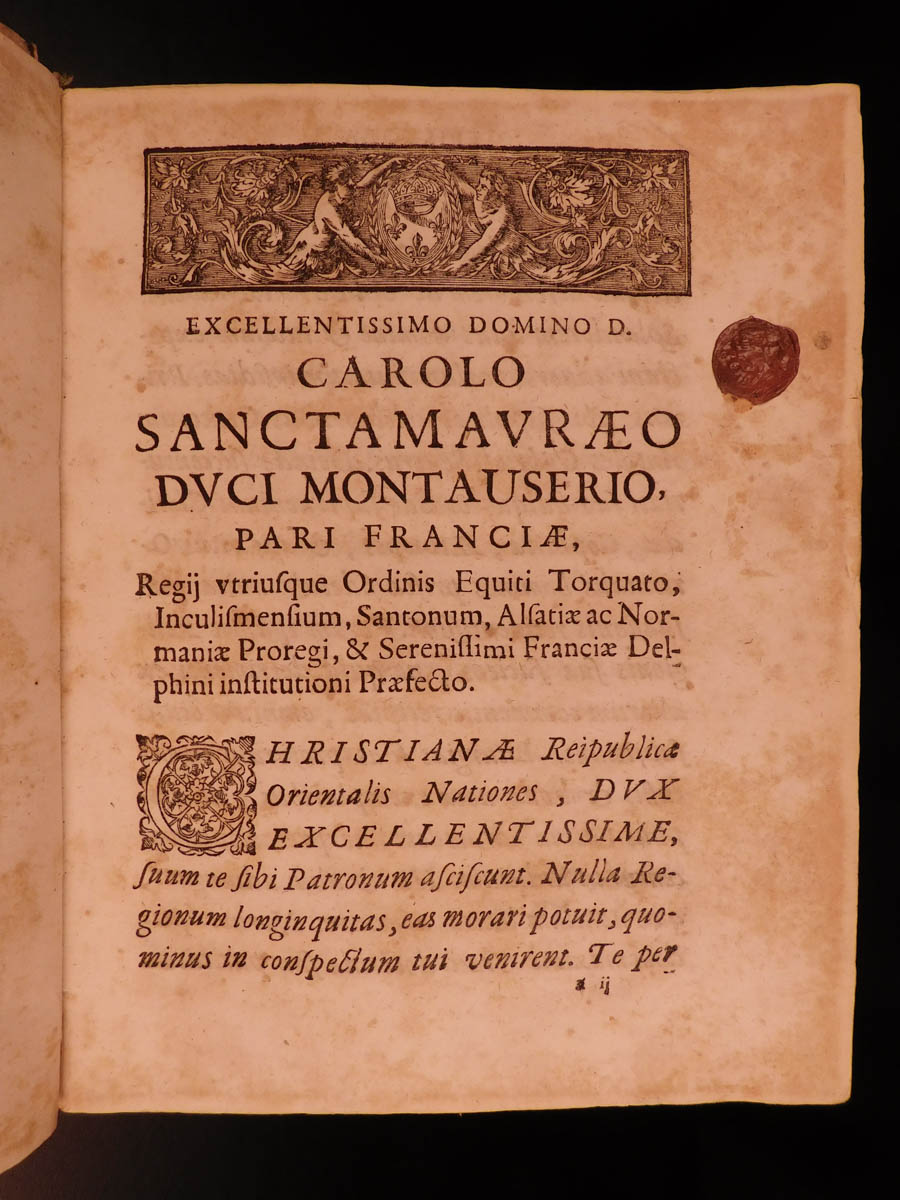 EXCELLENTISSIMO DOMINO D.
CAROLO
SANCTAMAVRÆO
DVCI MONTAUSERIO,
PARI FRANCIÆ,
Regij vtriuſque Ordinis Equiti Torquato,
Inculiſmenſium, Santonum, Alſatiæ ac Nor-
maniæ Proregi, & Sereniſſimi Franciæ Del-
phini inſtitutioni Præfecto.
CHRISTIANÆ Reipublicæ
Orientalis Nationes, DVX
EXCELLENTISSIME,
ſuum te ſibi Patronum aſciſcunt. Nulla Re-
gionum longinquitas, eas morari potuit, quo-
minus in conſpectum tui venirent. Te per
a ij